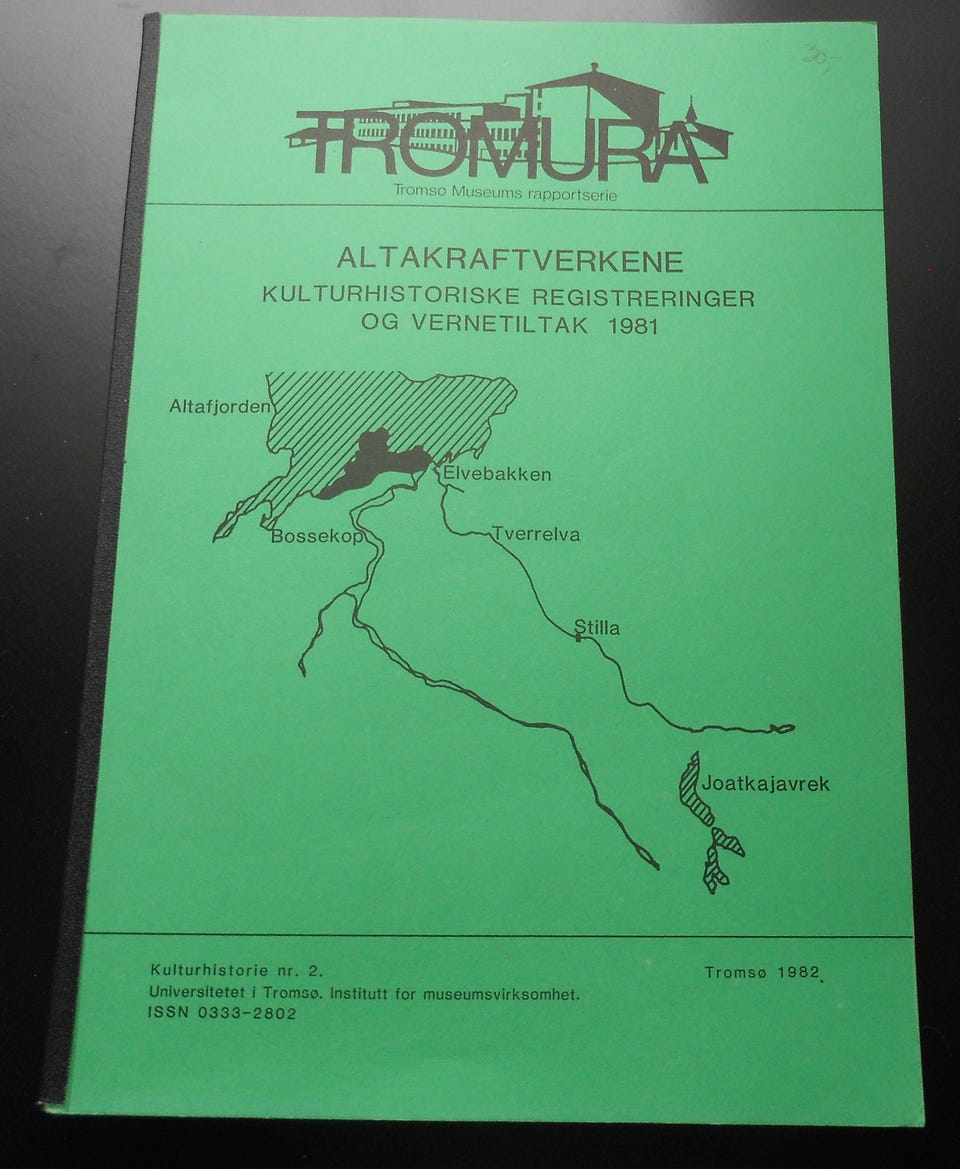 30,-
TROMURA
Tromsø Museums rapportserie
ALTAKRAFTVERKENE
KULTURHISTORISKE REGISTRERINGER
OG VERNETILTAK 1981
Altafjorden
Elvebakken
Bossekop
Tverrelva
Stilla
Joatkajavrek
Kulturhistorie nr. 2.
Tromsø 1982.
Universitetet i Tromsø. Institutt for museumsvirksomhet.
ISSN 0333-2802